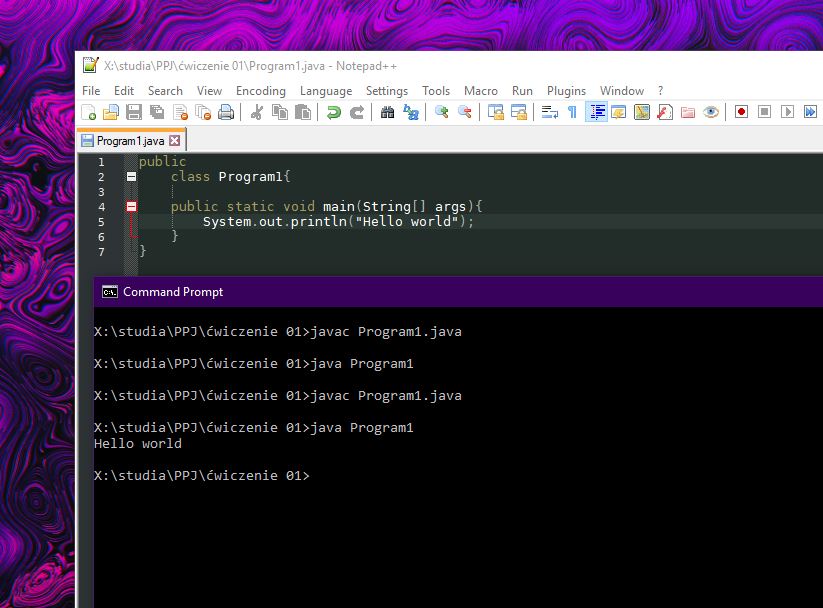 X:\studia\PPJ\ćwiczenie 01\Program1.java - Notepad++
File Edit Search View Encoding Language Settings Tools Macro Run Plugins Window ?
Program1.java
1 public
2 class Program1{
3
4 public static void main(String[] args){
5 System.out.println("Hello world");
6 }
7 }
Command Prompt
X:\studia\PPJ\ćwiczenie 01>javac Program1.java
X:\studia\PPJ\ćwiczenie 01>java Program1
X:\studia\PPJ\ćwiczenie 01>javac Program1.java
X:\studia\PPJ\ćwiczenie 01>java Program1
Hello world
X:\studia\PPJ\ćwiczenie 01>